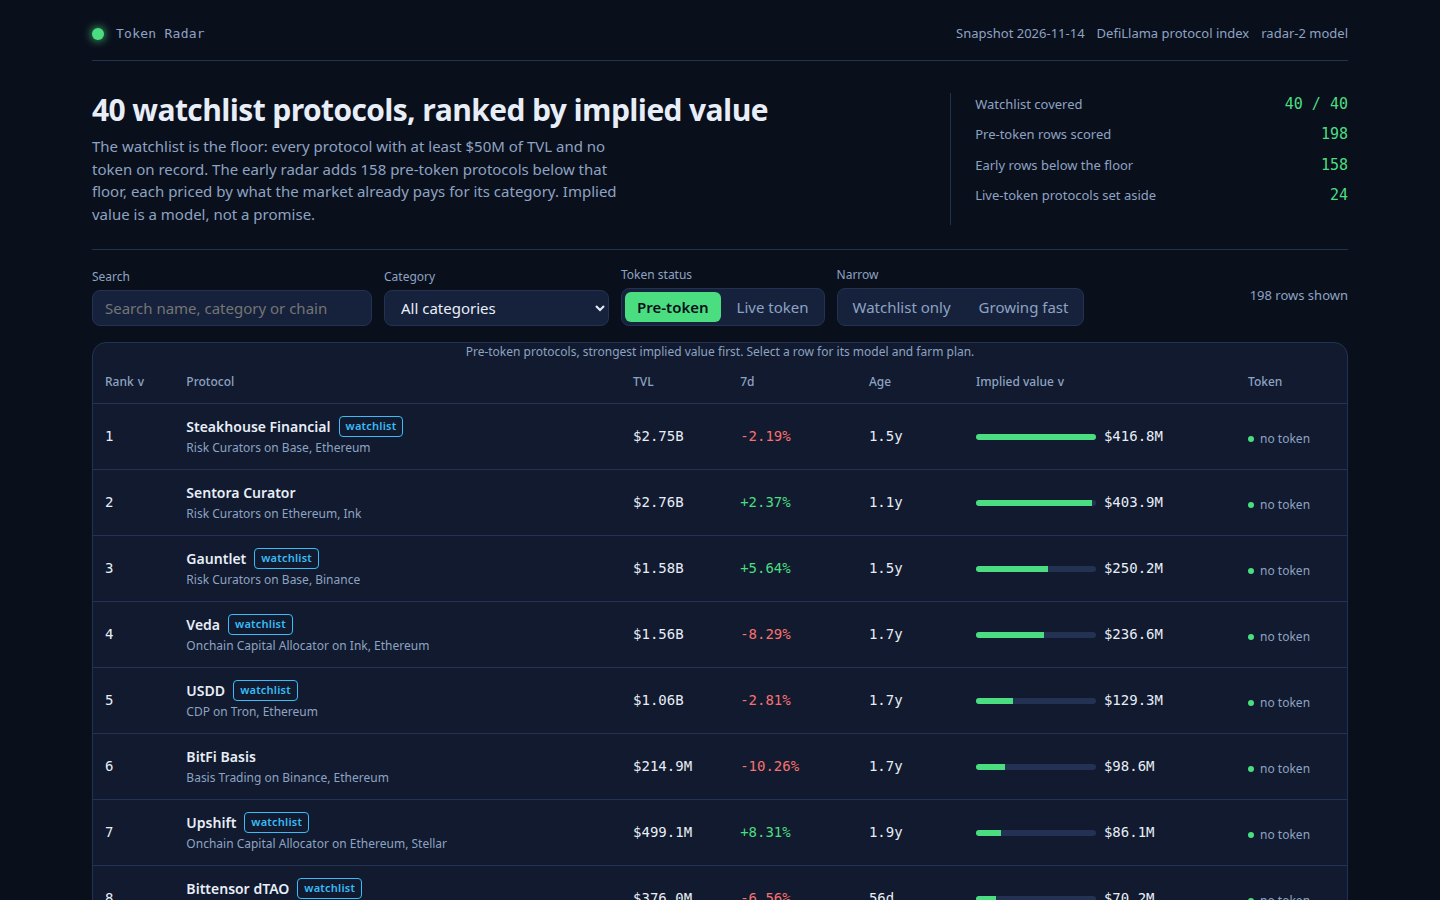 Token Radar
Snapshot 2026-11-14 DefiLlama protocol index radar-2 model
40 watchlist protocols, ranked by implied value
The watchlist is the floor: every protocol with at least $50M of TVL and no
token on record. The early radar adds 158 pre-token protocols below that
floor, each priced by what the market already pays for its category. Implied
value is a model, not a promise.
Watchlist covered 40 / 40
Pre-token rows scored 198
Early rows below the floor 158
Live-token protocols set aside 24
Search
Category
Token status
Narrow
Search name, category or chain
All categories
Pre-token Live token
Watchlist only Growing fast
198 rows shown
Pre-token protocols, strongest implied value first. Select a row for its model and farm plan.
Rank v Protocol TVL 7d Age Implied value v Token
1 Steakhouse Financial watchlist $2.75B -2.19% 1.5y $416.8M no token
Risk Curators on Base, Ethereum
2 Sentora Curator $2.76B +2.37% 1.1y $403.9M no token
Risk Curators on Ethereum, Ink
3 Gauntlet watchlist $1.58B +5.64% 1.5y $250.2M no token
Risk Curators on Base, Binance
4 Veda watchlist $1.56B -8.29% 1.7y $236.6M no token
Onchain Capital Allocator on Ink, Ethereum
5 USDD watchlist $1.06B -2.81% 1.7y $129.3M no token
CDP on Tron, Ethereum
6 BitFi Basis $214.9M -10.26% 1.7y $98.6M no token
Basis Trading on Binance, Ethereum
7 Upshift watchlist $499.1M +8.31% 1.9y $86.1M no token
Onchain Capital Allocator on Ethereum, Stellar
8 Bittensor dTAO watchlist $376.0M -6.56% 56d $70.2M no token